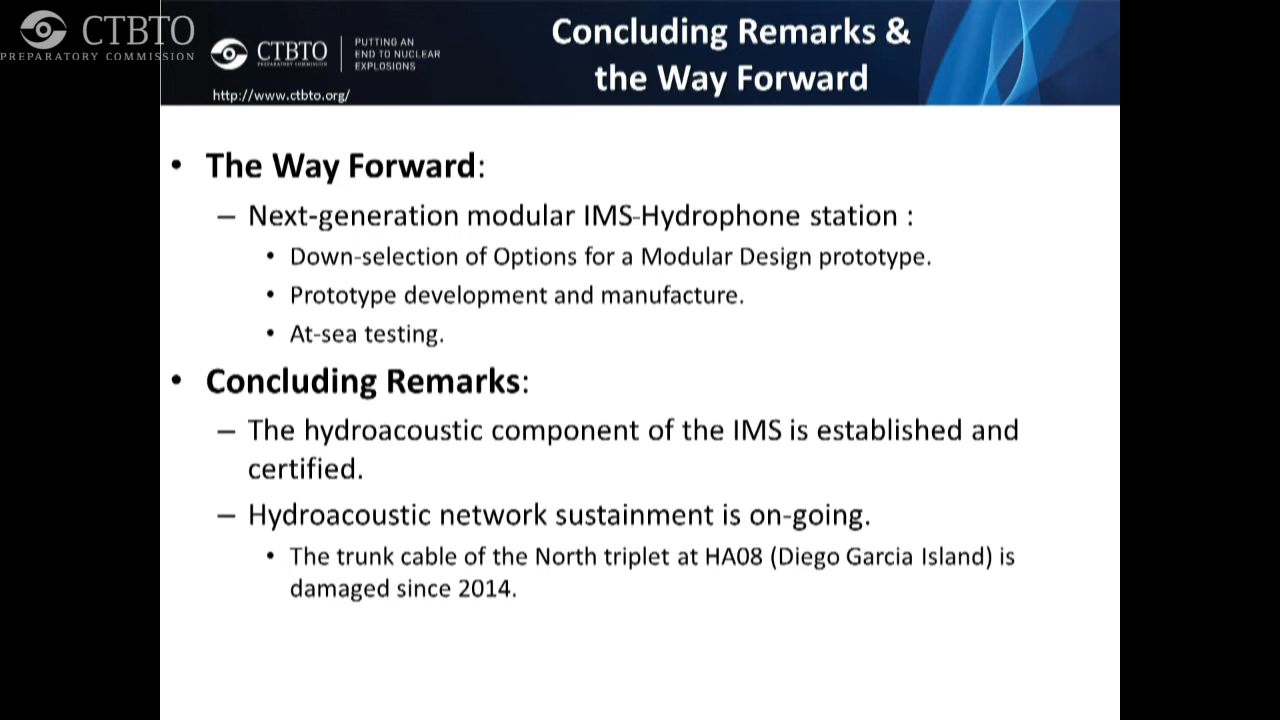 CTBTO
PREPARATORY COMMISSION
CTBTO
PREPARATORY COMMISSION
PUTTING AN
END TO NUCLEAR
EXPLOSIONS
http://www.ctbto.org/
Concluding Remarks &
the Way Forward
• The Way Forward:
– Next-generation modular IMS-Hydrophone station :
• Down-selection of Options for a Modular Design prototype.
• Prototype development and manufacture.
• At-sea testing.
• Concluding Remarks:
– The hydroacoustic component of the IMS is established and
certified.
– Hydroacoustic network sustainment is on-going.
• The trunk cable of the North triplet at HA08 (Diego Garcia Island) is
damaged since 2014.